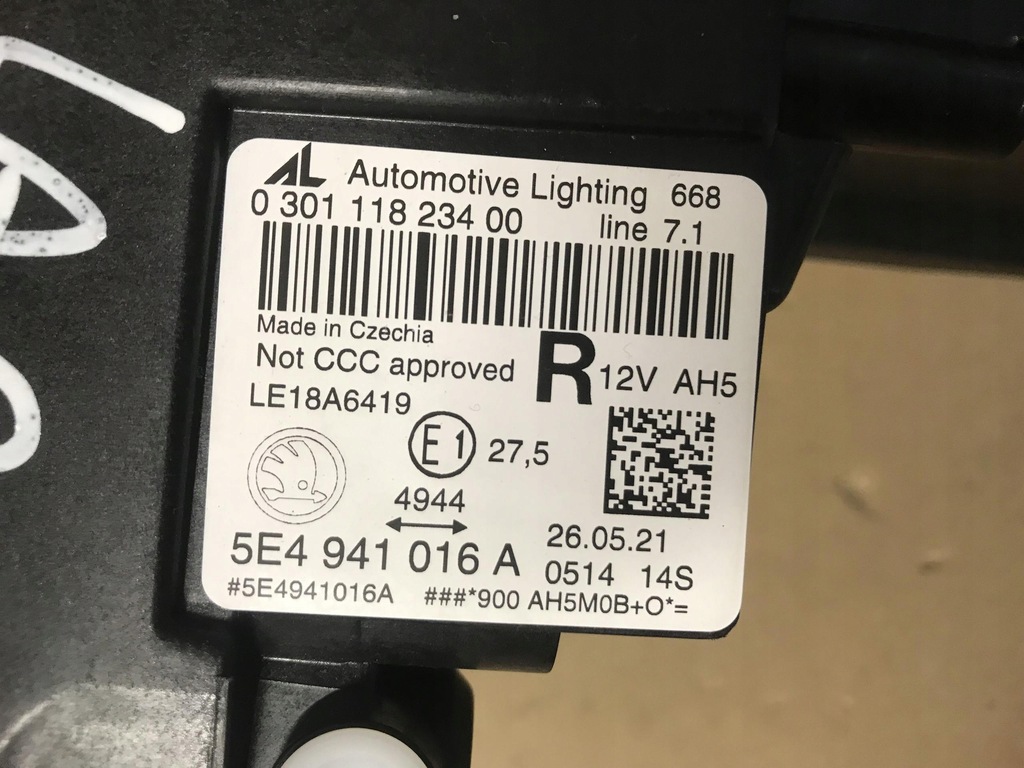 AL Automotive Lighting 668
0 301 118 234 00 line 7.1
Made in Czechia
Not CCC approved R 12V AH5
LE18A6419
E1 27,5
4944
5E4 941 016 A 26.05.21
0514 14S
#5E4941016A ###*900 AH5M0B+O*=